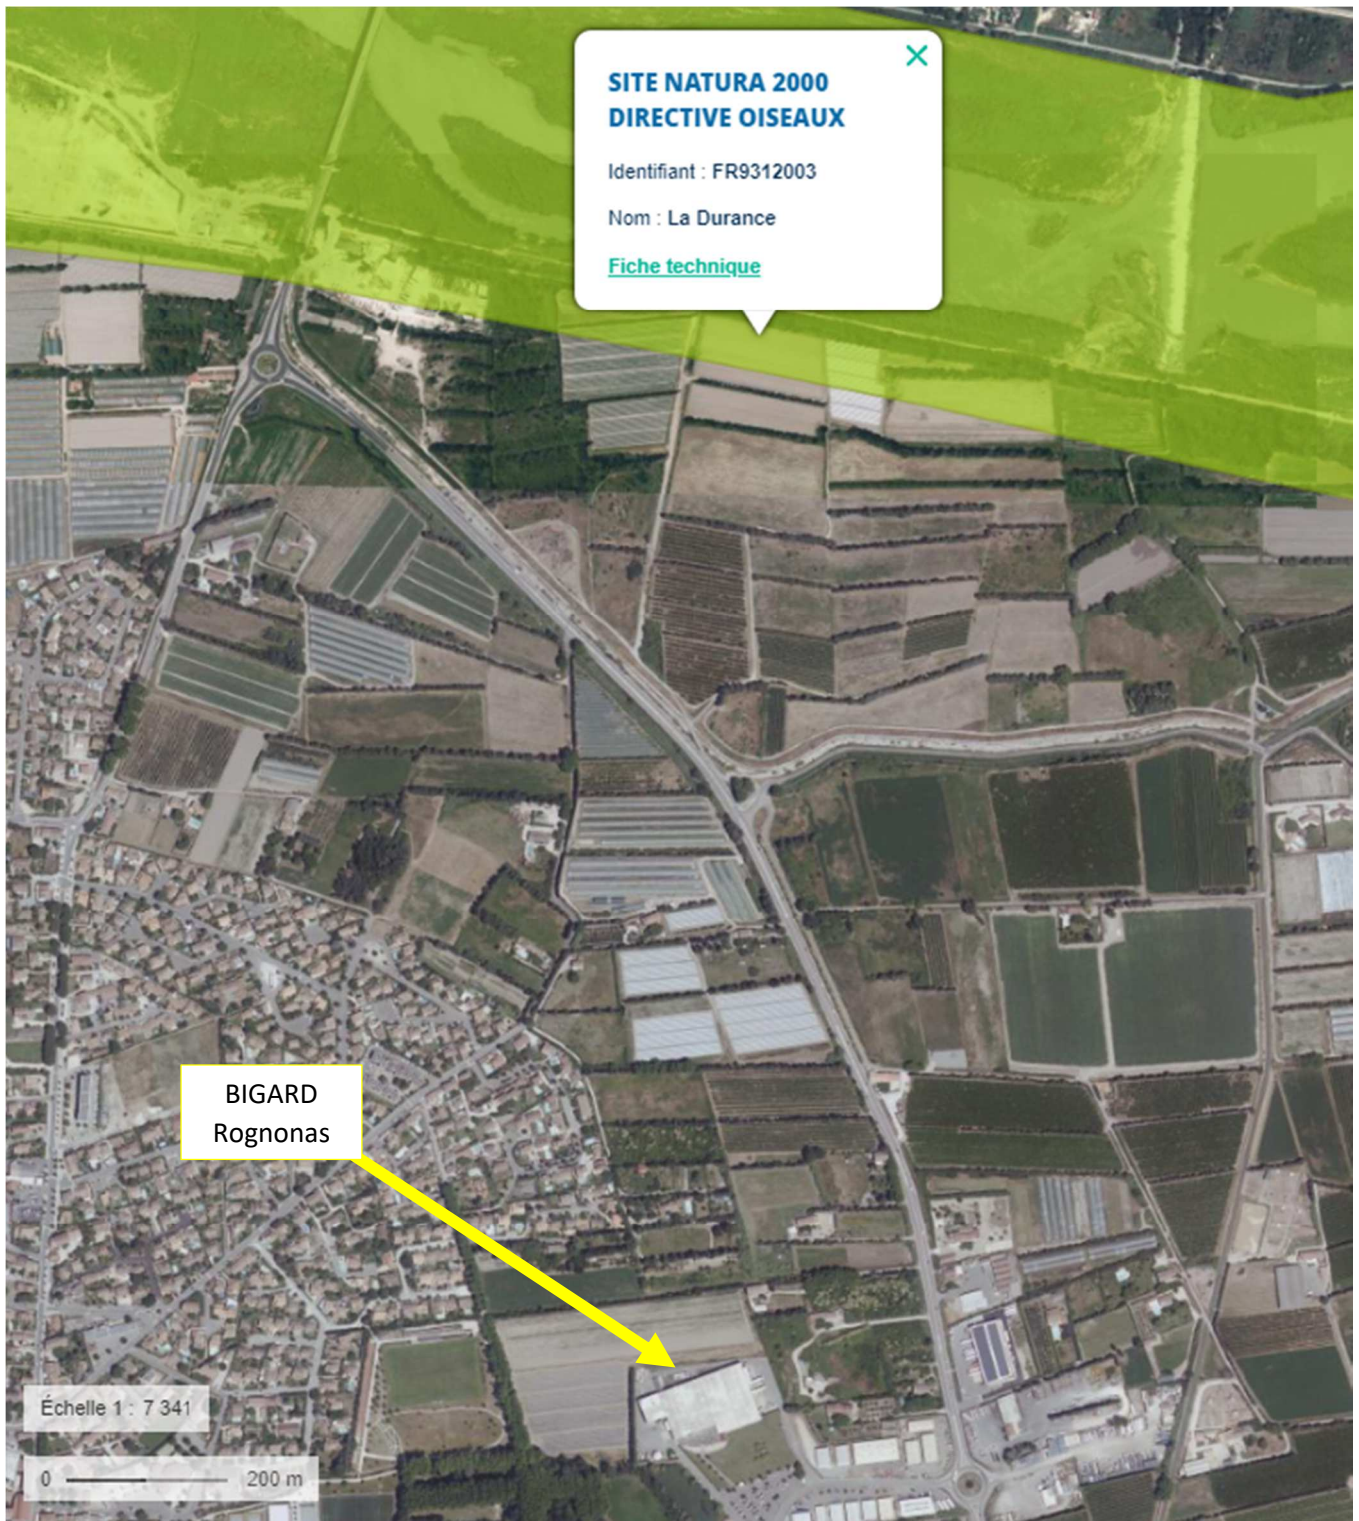 SITE NATURA 2000
DIRECTIVE OISEAUX
Identifiant : FR9312003
Nom : La Durance
Fiche technique
BIGARD
Rognonas
Échelle 1 : 7 341
0 200 m